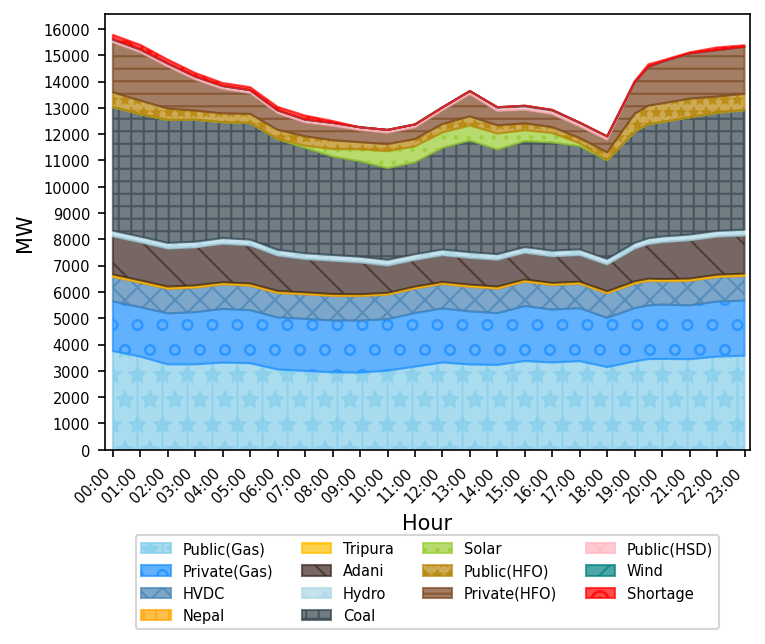 16000
15000
14000
13000
12000
11000
10000
9000
8000
7000
6000
5000
4000
3000
2000
1000
0
MW
00:00 01:00 02:00 03:00 04:00 05:00 06:00 07:00 08:00 09:00 10:00 11:00 12:00 13:00 14:00 15:00 16:00 17:00 18:00 19:00 20:00 21:00 22:00 23:00
Hour
Public(Gas) Tripura Solar Public(HSD)
Private(Gas) Adani Public(HFO) Wind
HVDC Hydro Private(HFO) Shortage
Nepal Coal